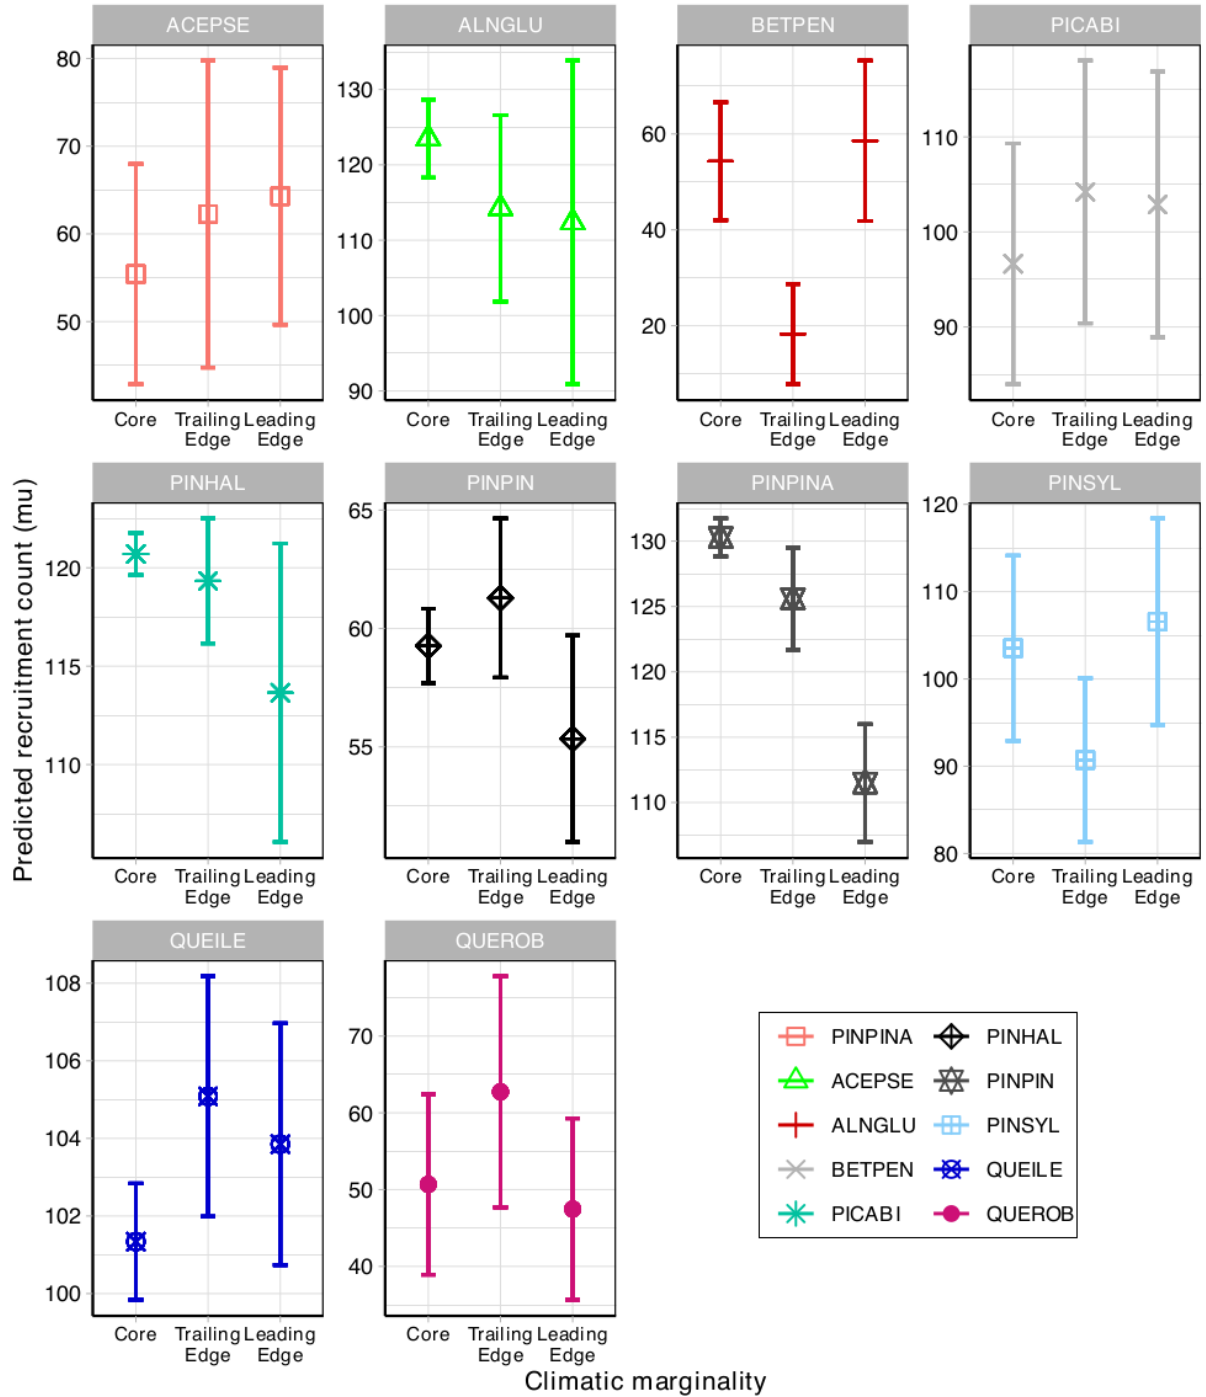 ACEPSE ALNGLU BETPEN PICABI
80
70
60
50
130
120
110
100
90
60
40
20
110
100
90
Core Trailing Edge Leading Edge
Core Trailing Edge Leading Edge
Core Trailing Edge Leading Edge
Core Trailing Edge Leading Edge
Predicted recruitment count (mu)
PINHAL PINPIN PINPINA PINSYL
120
115
110
65
60
55
130
125
120
115
110
120
110
100
90
80
Core Trailing Edge Leading Edge
Core Trailing Edge Leading Edge
Core Trailing Edge Leading Edge
Core Trailing Edge Leading Edge
QUEILE QUEROB
108
106
104
102
100
70
60
50
40
Core Trailing Edge Leading Edge
Core Trailing Edge Leading Edge
PINPINA PINHAL
ACEPSE PINPIN
ALNGLU PINSYL
BETPEN QUEILE
PICABI QUEROB
Climatic marginality